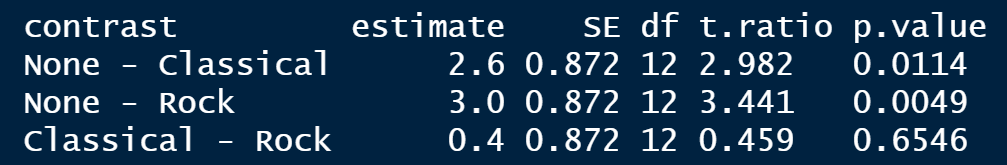 contrast estimate SE df t.ratio p.value
None - Classical 2.6 0.872 12 2.982 0.0114
None - Rock 3.0 0.872 12 3.441 0.0049
Classical - Rock 0.4 0.872 12 0.459 0.6546